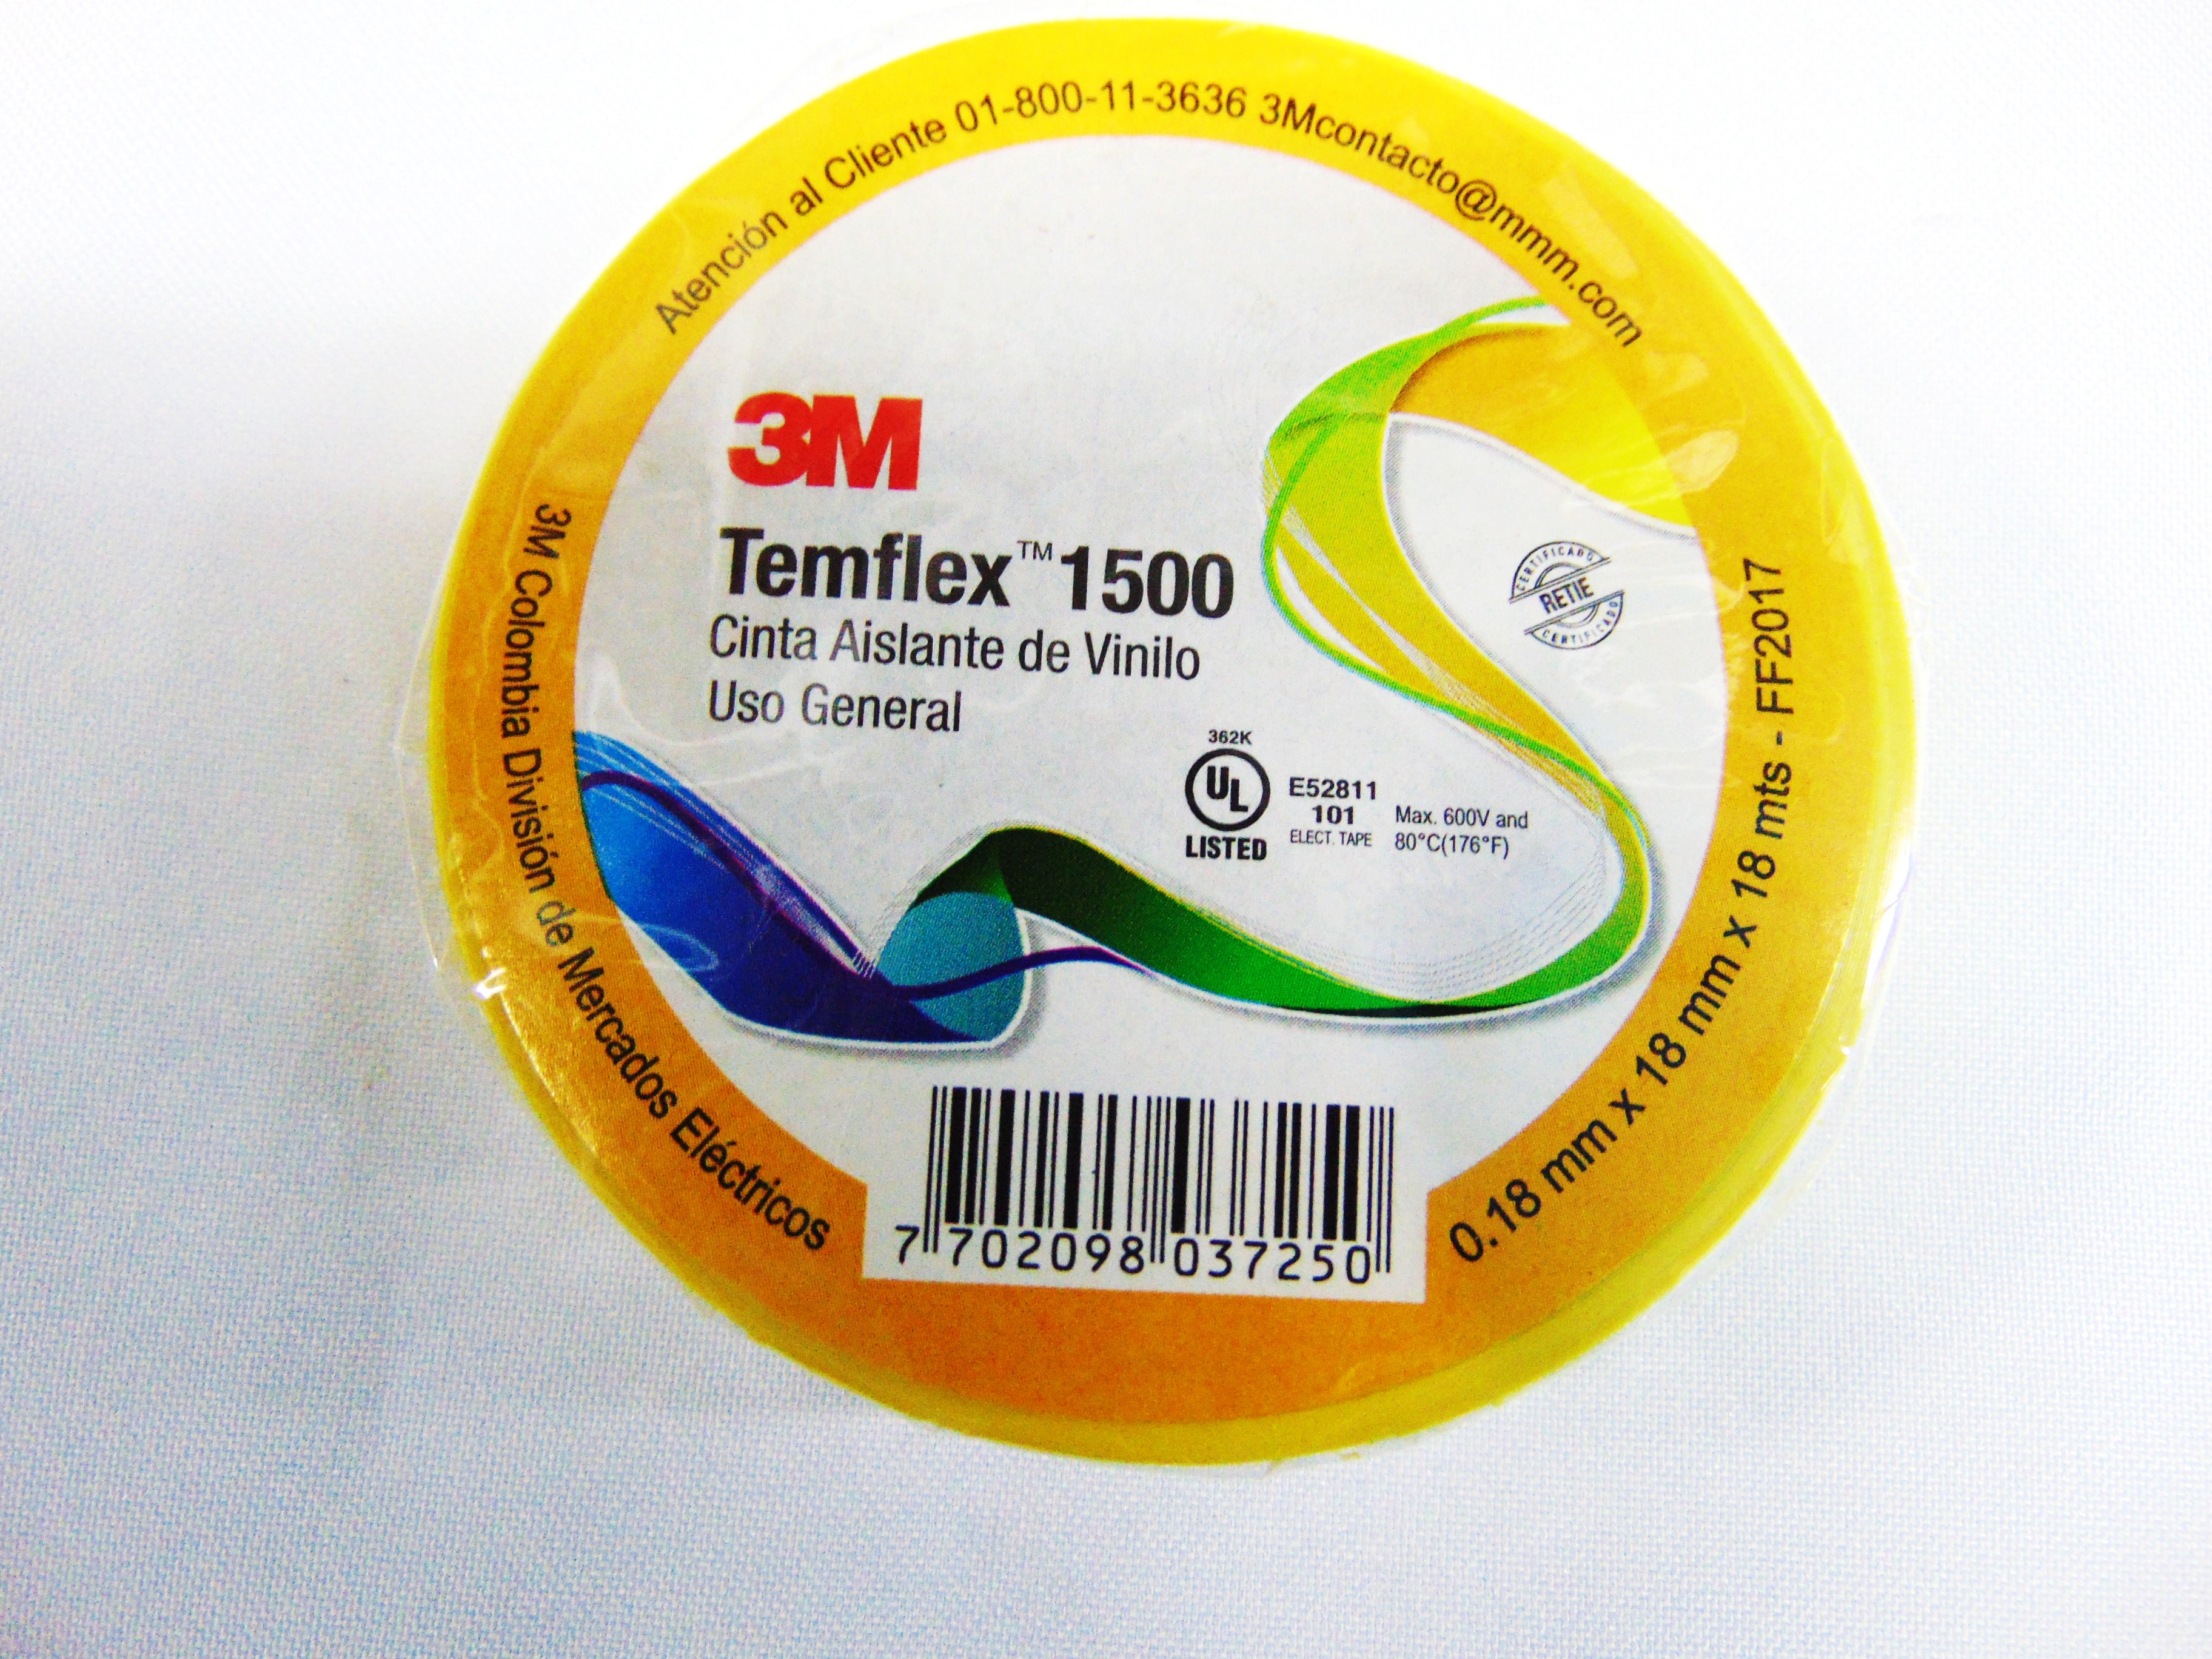 Atención al Cliente 01-800-11-3636 3Mcontacto@mmm.com
3M
Temflex™ 1500
Cinta Aislante de Vinilo
Uso General
CERTIFICADO
RETIE
CERTIFICADO
362K
UL
LISTED
E52811
101
ELECT. TAPE
Max. 600V and
80°C(176°F)
3M Colombia División de Mercados Eléctricos
0.18 mm x 18 mm x 18 mts - FF2017
7 702098 037250